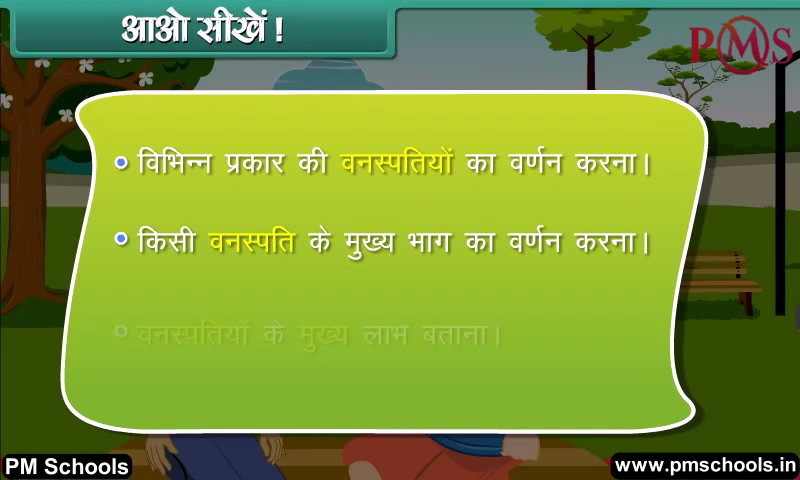 आओ सीखें!
PMS
विभिन्न प्रकार की वनस्पतियों का वर्णन करना।
किसी वनस्पति के मुख्य भाग का वर्णन करना।
वनस्पतियों के मुख्य लाभ बताना।
PM Schools
www.pmschools.in